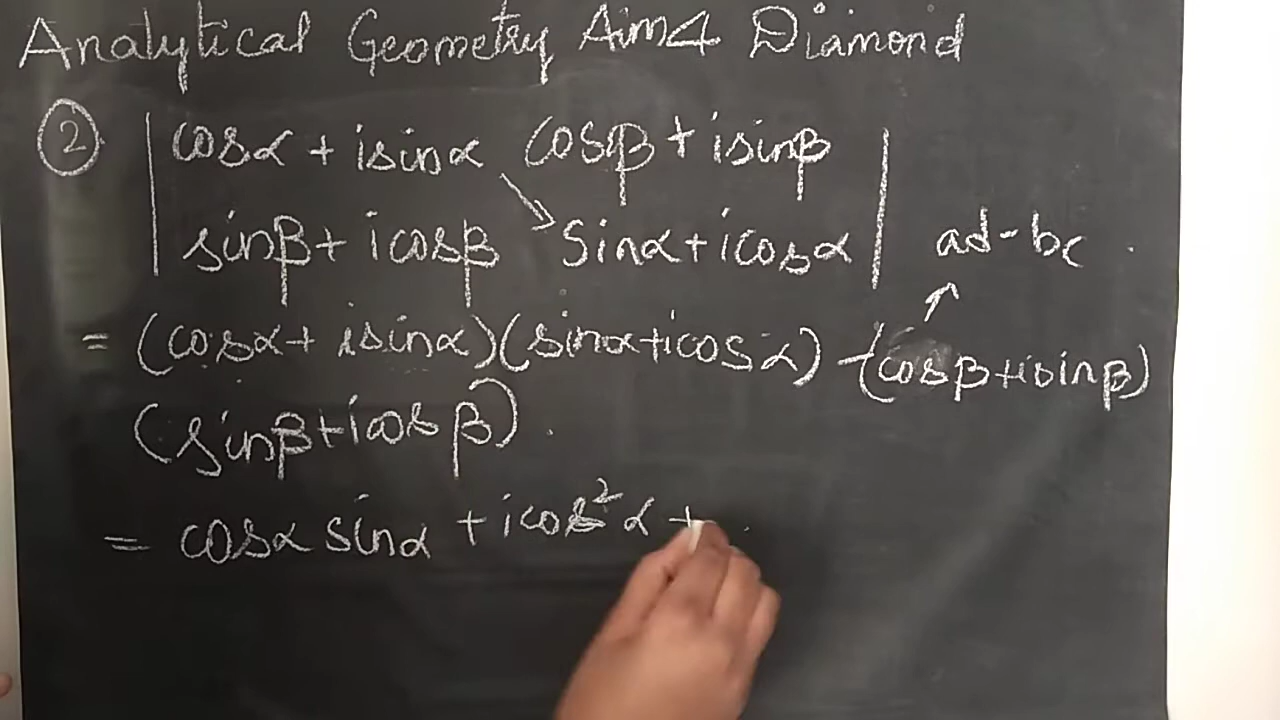 Analytical Geometry Aim4 Diamond
② | cosα + isinα cosβ + isinβ |
| sinβ + icosβ sinα + icosα | ad - bc
= (cosα + isinα)(sinα + icosα) - (cosβ + isinβ)
(sinβ + icosβ).
= cosα sinα + icos²α +